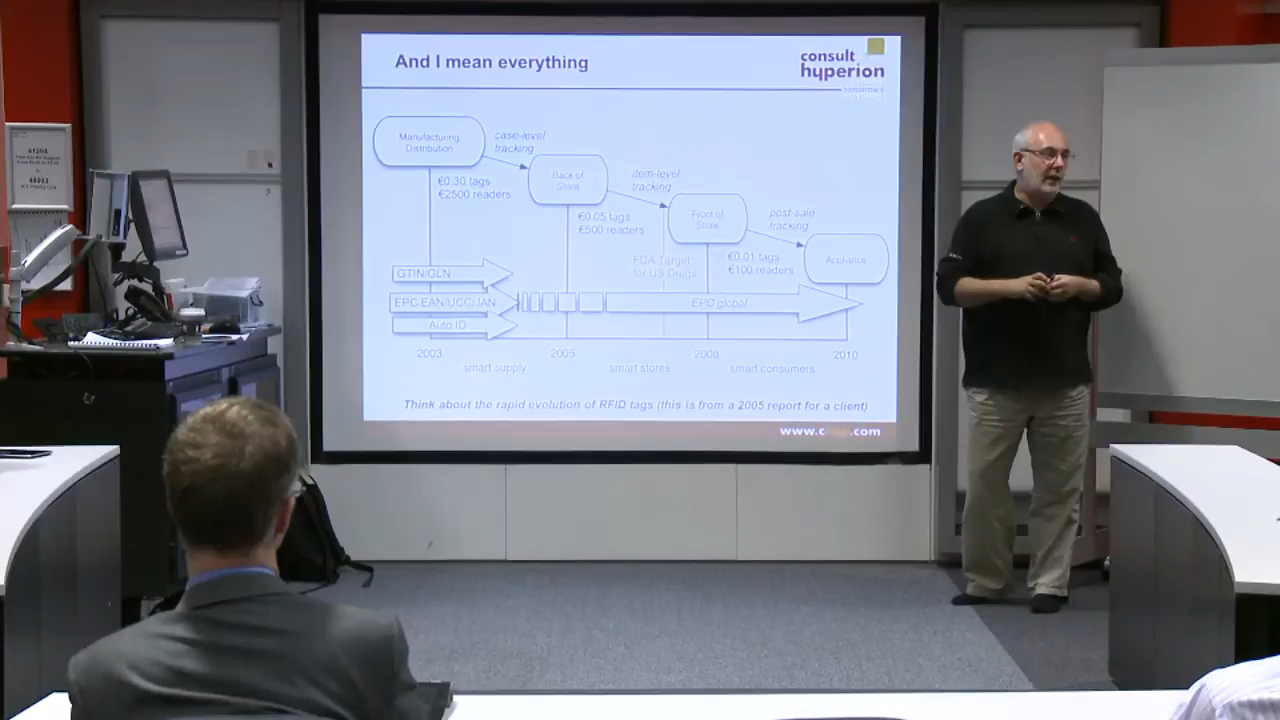 And I mean everything
consult
hyperion
tomorrow's
Manufacturing
Distribution
case-level
tracking
€0.30 tags
€2500 readers
Back of
Store
item-level
tracking
€0.05 tags
€500 readers
Front of
Store
post-sale
tracking
FDA Target
for US Drugs
€0.01 tags
€100 readers
Appliance
GTIN/GLN
EPC EAN/UCC/JAN
EPC global
Auto ID
2003
2005
2008
2010
smart supply
smart stores
smart consumers
Think about the rapid evolution of RFID tags (this is from a 2005 report for a client)